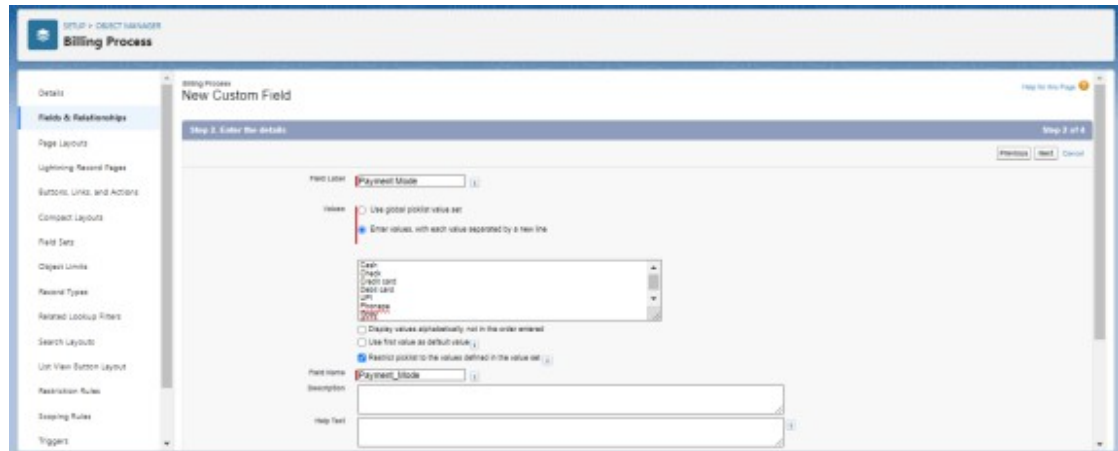 SETUP > OBJECT MANAGER
Billing Process
Details
Fields & Relationships
Page Layouts
Lightning Record Pages
Buttons, Links, and Actions
Compact Layouts
Field Sets
Object Limits
Record Types
Related Lookup Filters
Search Layouts
List View Button Layout
Restriction Rules
Scoping Rules
Triggers
Billing Process
New Custom Field
Help for this Page
Step 2. Enter the details
Step 2 of 4
Previous Next Cancel
Field Label Payment Mode
Values Use global picklist value set
Enter values, with each value separated by a new line
Cash
Check
Credit card
Debit card
UPI
Phonepe
Display values alphabetically, not in the order entered
Use first value as default value
Restrict picklist to the values defined in the value set
Field Name Payment_Mode
Description
Help Text